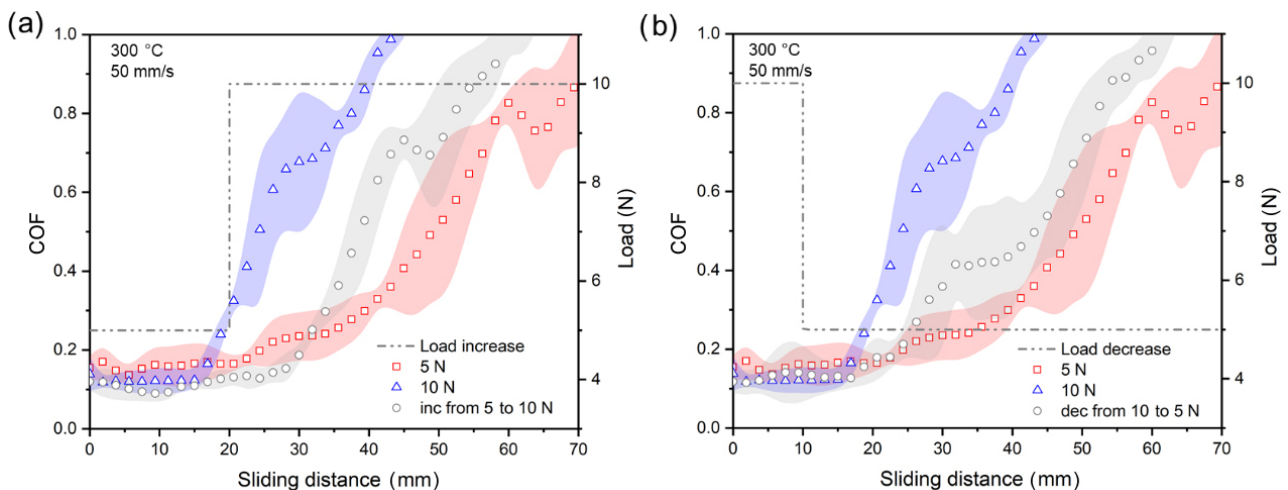 (a)
300 °C
50 mm/s
1.0
0.8
0.6
0.4
0.2
0.0
COF
10
8
6
4
Load (N)
Load increase
5 N
10 N
inc from 5 to 10 N
0 10 20 30 40 50 60 70
Sliding distance (mm)
(b)
300 °C
50 mm/s
1.0
0.8
0.6
0.4
0.2
0.0
COF
10
8
6
4
Load (N)
Load decrease
5 N
10 N
dec from 10 to 5 N
0 10 20 30 40 50 60 70
Sliding distance (mm)